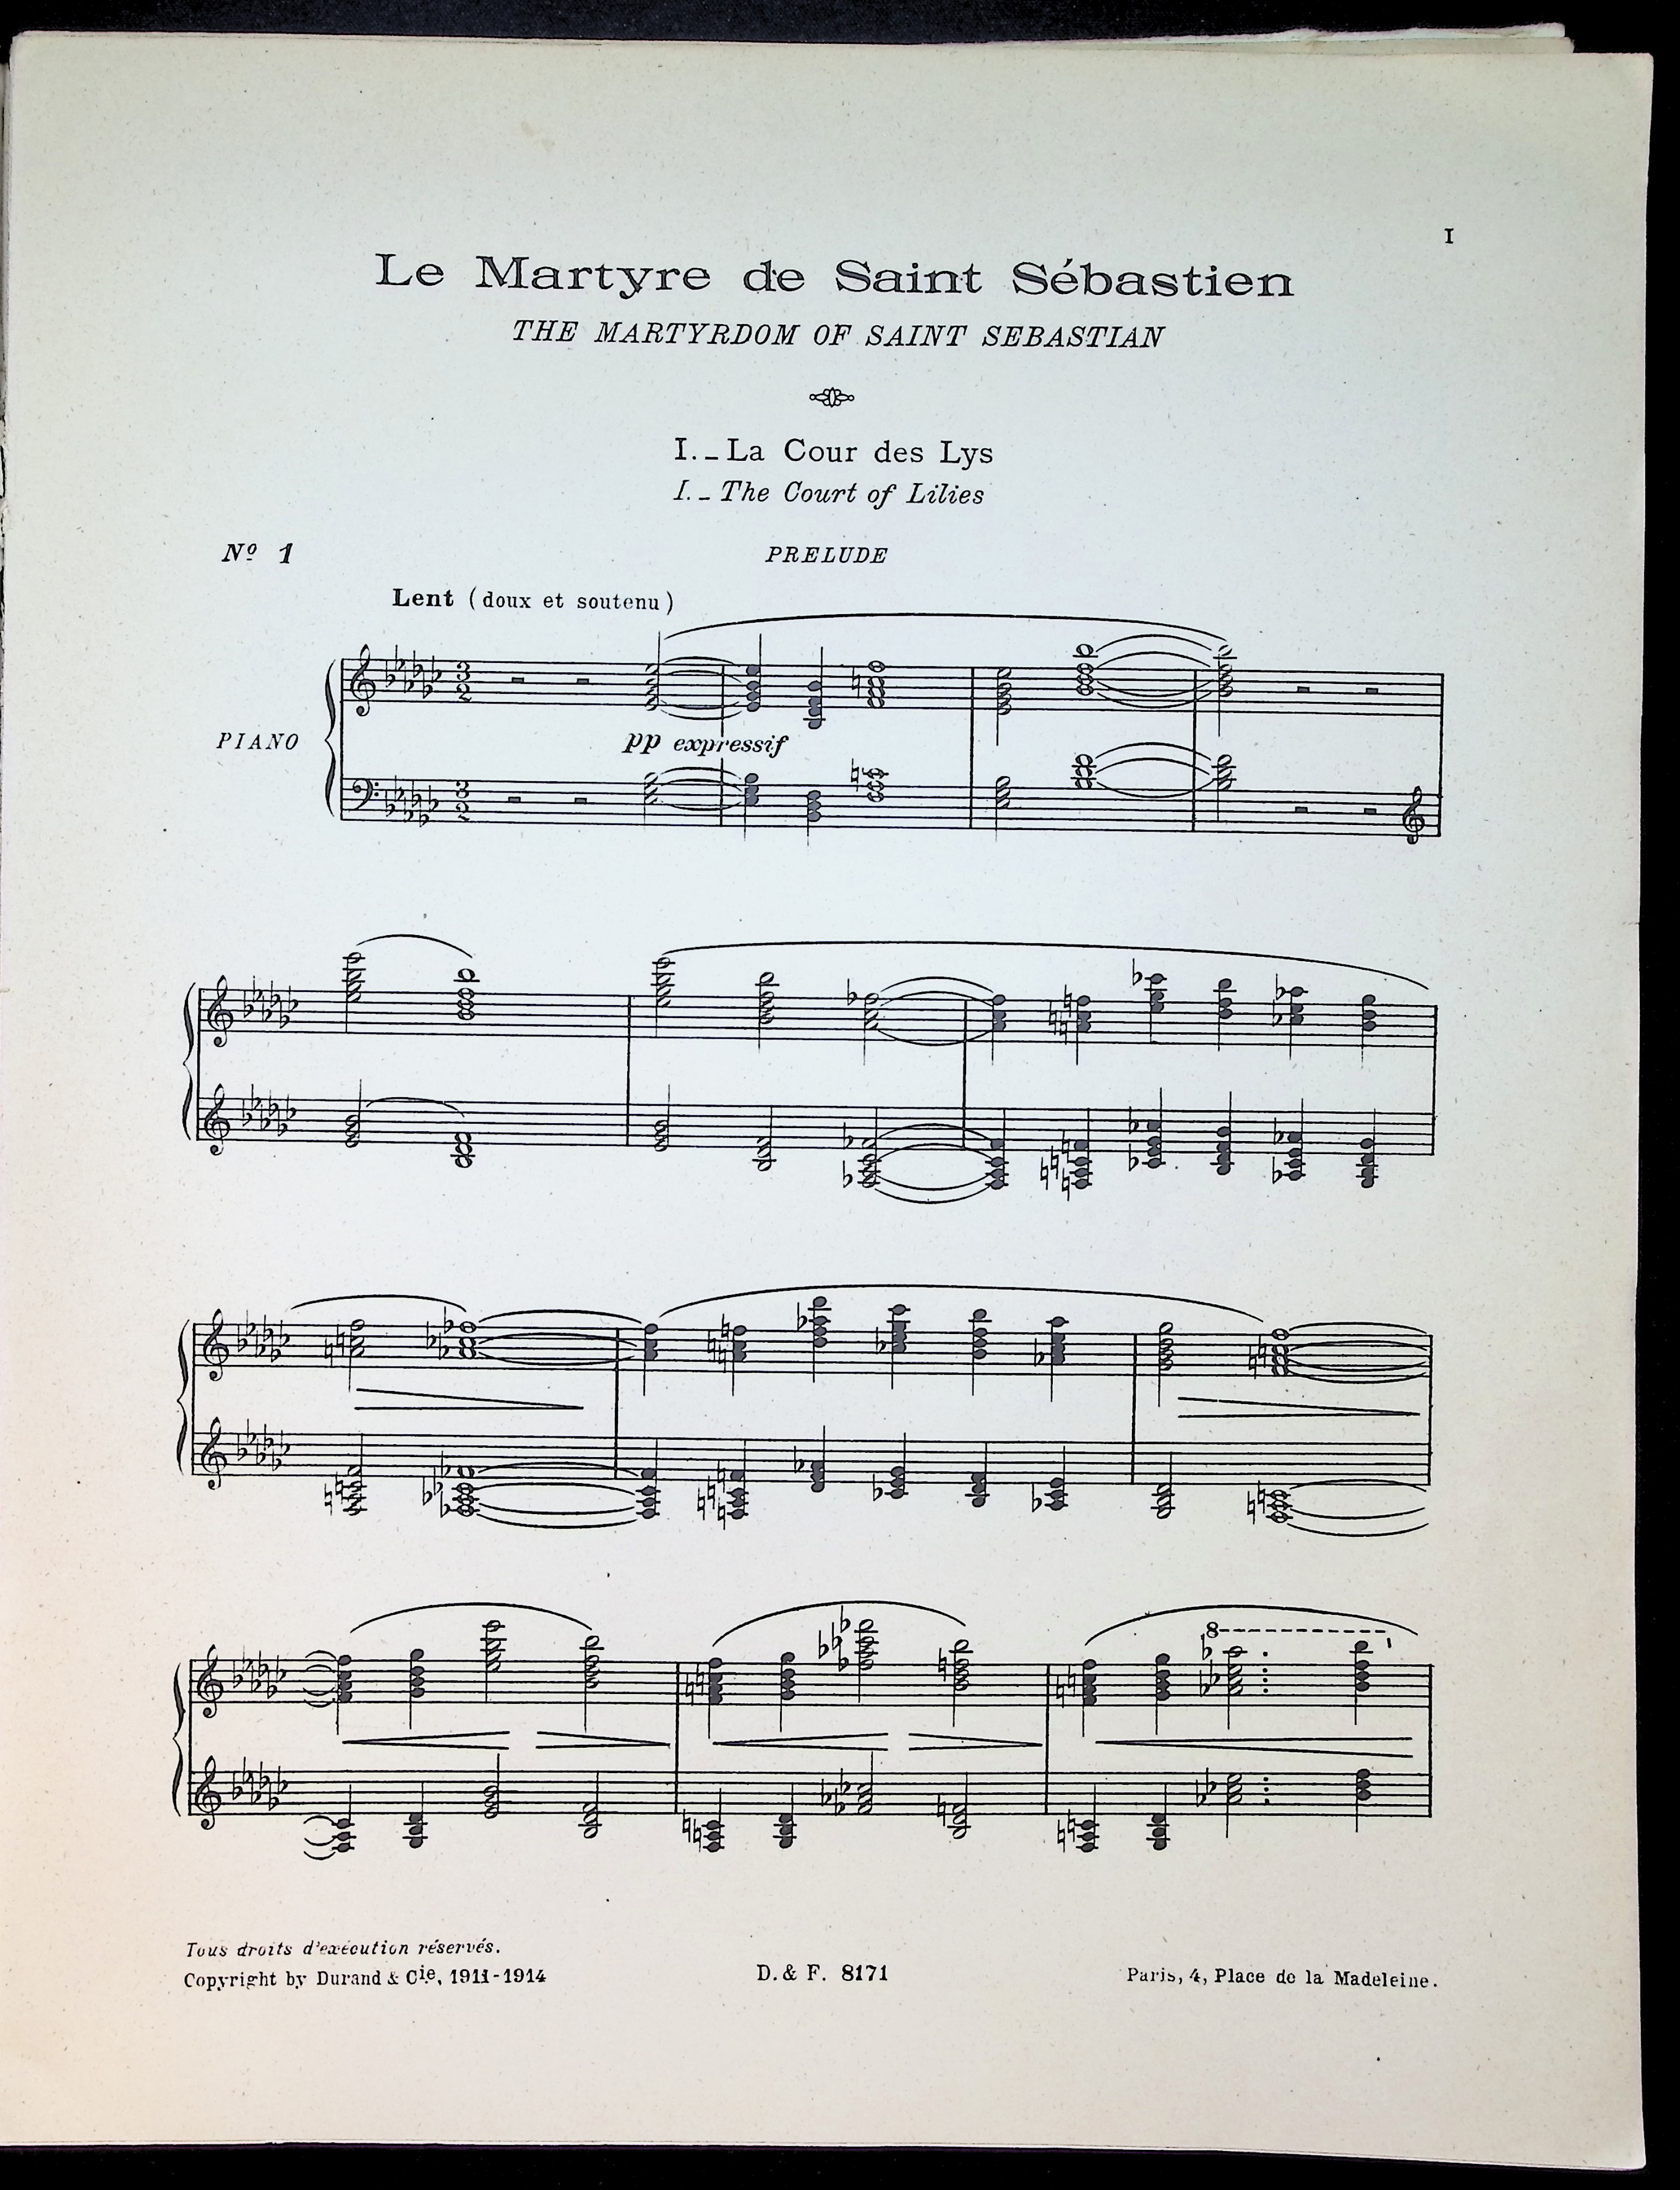 I
Le Martyre de Saint Sébastien
THE MARTYRDOM OF SAINT SEBASTIAN
I. _ La Cour des Lys
I. _ The Court of Lilies
Nº 1
PRELUDE
Lent (doux et soutenu)
PIANO
3
2
pp expressif
3
2
8
Tous droits d'exécution réservés.
Copyright by Durand & Cie, 1911-1914
D. & F. 8171
Paris, 4, Place de la Madeleine.